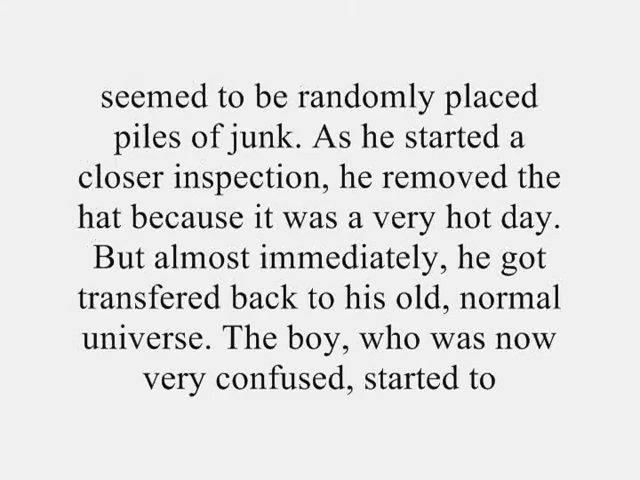 seemed to be randomly placed
piles of junk. As he started a
closer inspection, he removed the
hat because it was a very hot day.
But almost immediately, he got
transfered back to his old, normal
universe. The boy, who was now
very confused, started to